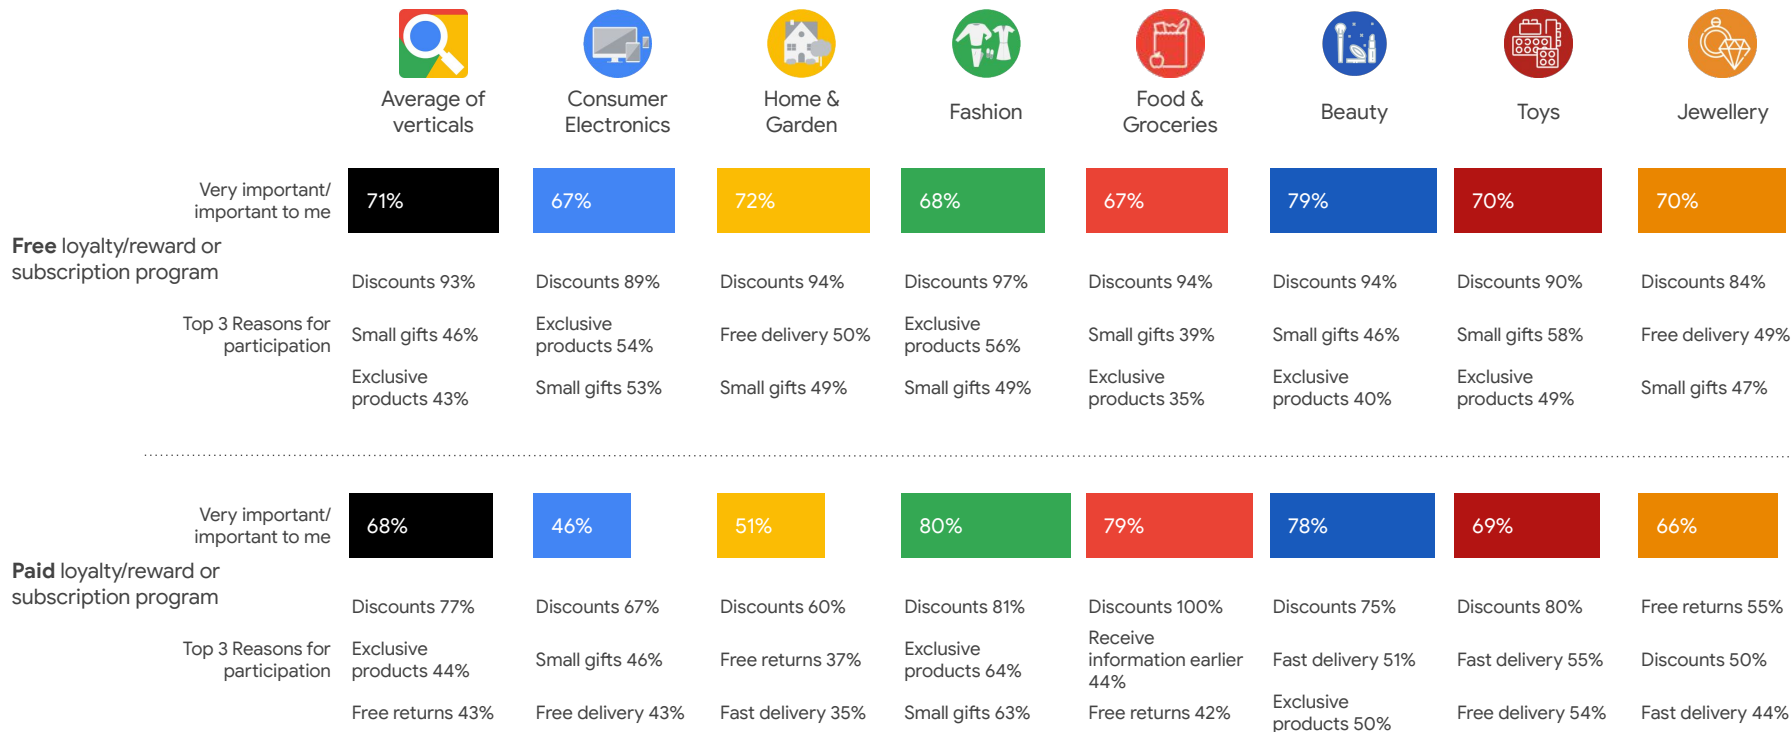 Average of
verticals
Consumer
Electronics
Home &
Garden
Fashion
Food &
Groceries
Beauty
Toys
Jewellery
Very important/
important to me
71%
67%
72%
68%
67%
79%
70%
70%
Free loyalty/reward or
subscription program
Top 3 Reasons for
participation
Discounts 93%
Discounts 89%
Discounts 94%
Discounts 97%
Discounts 94%
Discounts 94%
Discounts 90%
Discounts 84%
Small gifts 46%
Exclusive
products 54%
Free delivery 50%
Exclusive
products 56%
Small gifts 39%
Small gifts 46%
Small gifts 58%
Free delivery 49%
Exclusive
products 43%
Small gifts 53%
Small gifts 49%
Small gifts 49%
Exclusive
products 35%
Exclusive
products 40%
Exclusive
products 49%
Small gifts 47%
Very important/
important to me
68%
46%
51%
80%
79%
78%
69%
66%
Paid loyalty/reward or
subscription program
Top 3 Reasons for
participation
Discounts 77%
Discounts 67%
Discounts 60%
Discounts 81%
Discounts 100%
Discounts 75%
Discounts 80%
Free returns 55%
Exclusive
products 44%
Small gifts 46%
Free returns 37%
Exclusive
products 64%
Receive
information earlier
44%
Fast delivery 51%
Fast delivery 55%
Discounts 50%
Free returns 43%
Free delivery 43%
Fast delivery 35%
Small gifts 63%
Free returns 42%
Exclusive
products 50%
Free delivery 54%
Fast delivery 44%